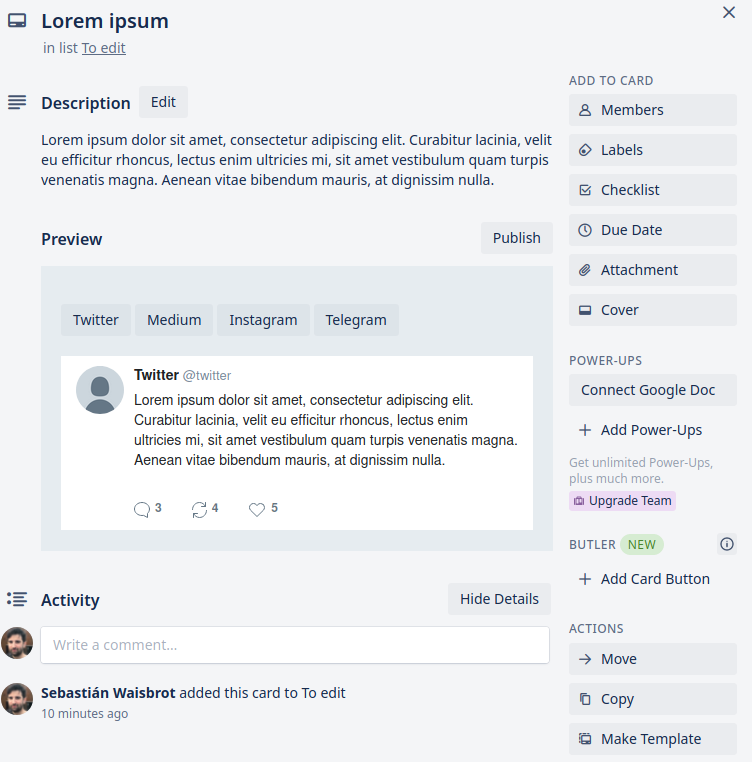 Lorem ipsum
in list To edit
Description
Edit
Lorem ipsum dolor sit amet, consectetur adipiscing elit. Curabitur lacinia, velit
eu efficitur rhoncus, lectus enim ultricies mi, sit amet vestibulum quam turpis
venenatis magna. Aenean vitae bibendum mauris, at dignissim nulla.
Preview
Publish
Twitter
Medium
Instagram
Telegram
Twitter @twitter
Lorem ipsum dolor sit amet, consectetur adipiscing elit.
Curabitur lacinia, velit eu efficitur rhoncus, lectus enim
ultricies mi, sit amet vestibulum quam turpis venenatis magna.
Aenean vitae bibendum mauris, at dignissim nulla.
3
4
5
Activity
Hide Details
Write a comment…
Sebastián Waisbrot added this card to To edit
10 minutes ago
ADD TO CARD
Members
Labels
Checklist
Due Date
Attachment
Cover
POWER-UPS
Connect Google Doc
Add Power-Ups
Get unlimited Power-Ups,
plus much more.
Upgrade Team
BUTLER NEW
Add Card Button
ACTIONS
Move
Copy
Make Template